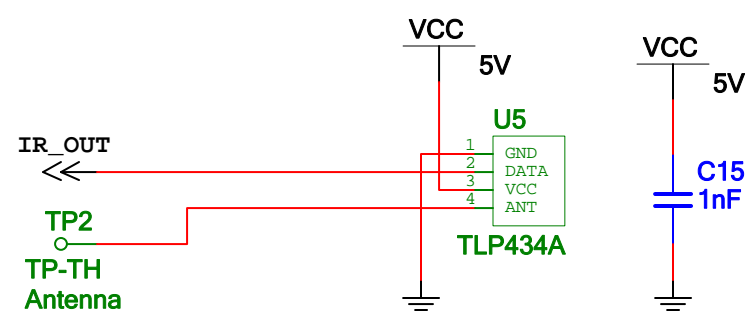 VCC
5V
VCC
5V
IR_OUT
U5
1 GND
2 DATA
3 VCC
4 ANT
TLP434A
TP2
TP-TH
Antenna
C15
1nF